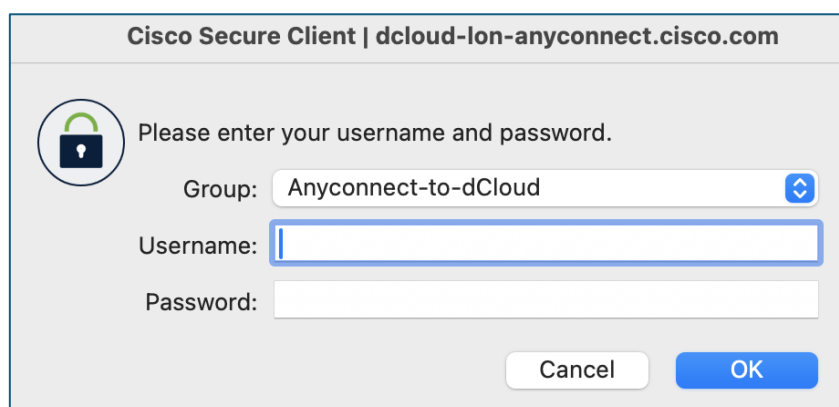 Cisco Secure Client | dcloud-lon-anyconnect.cisco.com
Please enter your username and password.
Group: Anyconnect-to-dCloud
Username:
Password:
Cancel OK